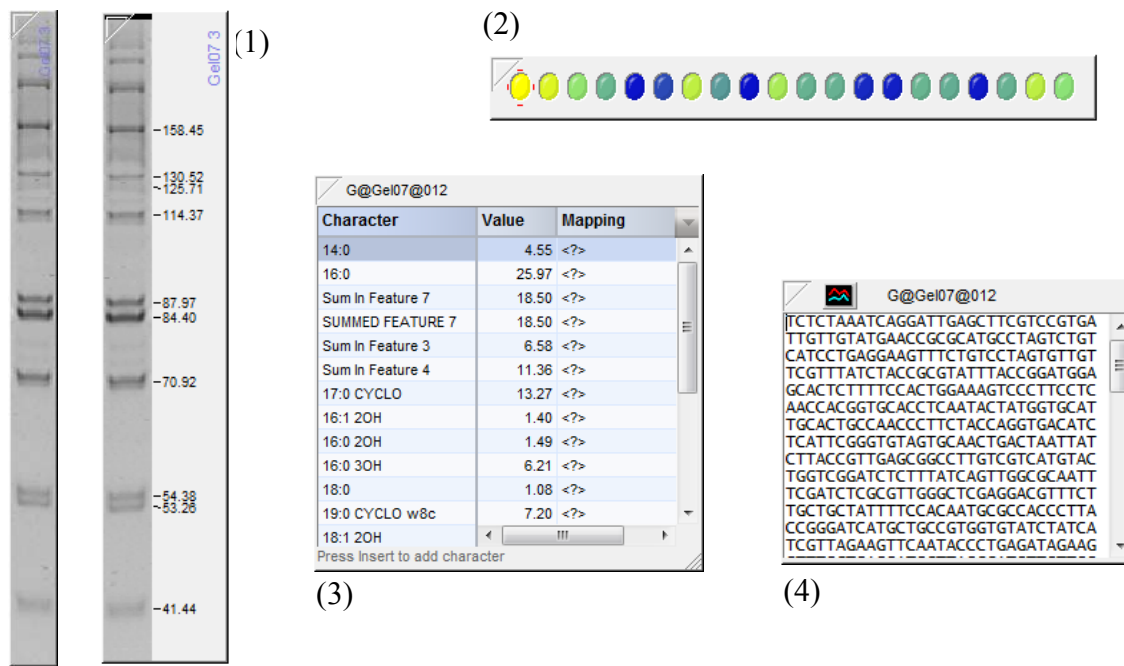 Gel07 3
Gel07 3
(1)
158.45
130.52
~125.71
114.37
87.97
84.40
70.92
54.38
53.26
41.44
(2)
G@Gel07@012
Character Value Mapping
14:0 4.55 <?>
16:0 25.97 <?>
Sum In Feature 7 18.50 <?>
SUMMED FEATURE 7 18.50 <?>
Sum In Feature 3 6.58 <?>
Sum In Feature 4 11.36 <?>
17:0 CYCLO 13.27 <?>
16:1 2OH 1.40 <?>
16:0 2OH 1.49 <?>
16:0 3OH 6.21 <?>
18:0 1.08 <?>
19:0 CYCLO w8c 7.20 <?>
18:1 2OH
Press Insert to add character
(3)
G@Gel07@012
TCTCTAAATCAGGATTGAGCTTCGTCCGTGA
TTGTTGTATGAACCGCGCATGCCTAGTCTGT
CATCCTGAGGAAGTTTCTGTCCTAGTGTTGT
TCGTTTATCTACCGCGTATTTACCGGATGGA
GCACTCTTTTCCACTGGAAAGTCCCTTCCTC
AACCACGGTGCACCTCAATACTATGGTGCAT
TGCACTGCCAACCCTTCTACCAGGTGACATC
TCATTCGGGTGTAGTGCAACTGACTAATTAT
CTTACCGTTGAGCGGCCTTGTCGTCATGTAC
TGGTCGGATCTCTTTATCAGTTGGCGCAATT
TCGATCTCGCGTTGGGCTCGAGGACGTTTCT
TGCTGCTATTTTCCACAATGCGCCACCCTTA
CCGGGATCATGCTGCCGTGGTGTATCTATCA
TCGTTAGAAGTTCAATACCCTGAGATAGAAG
(4)